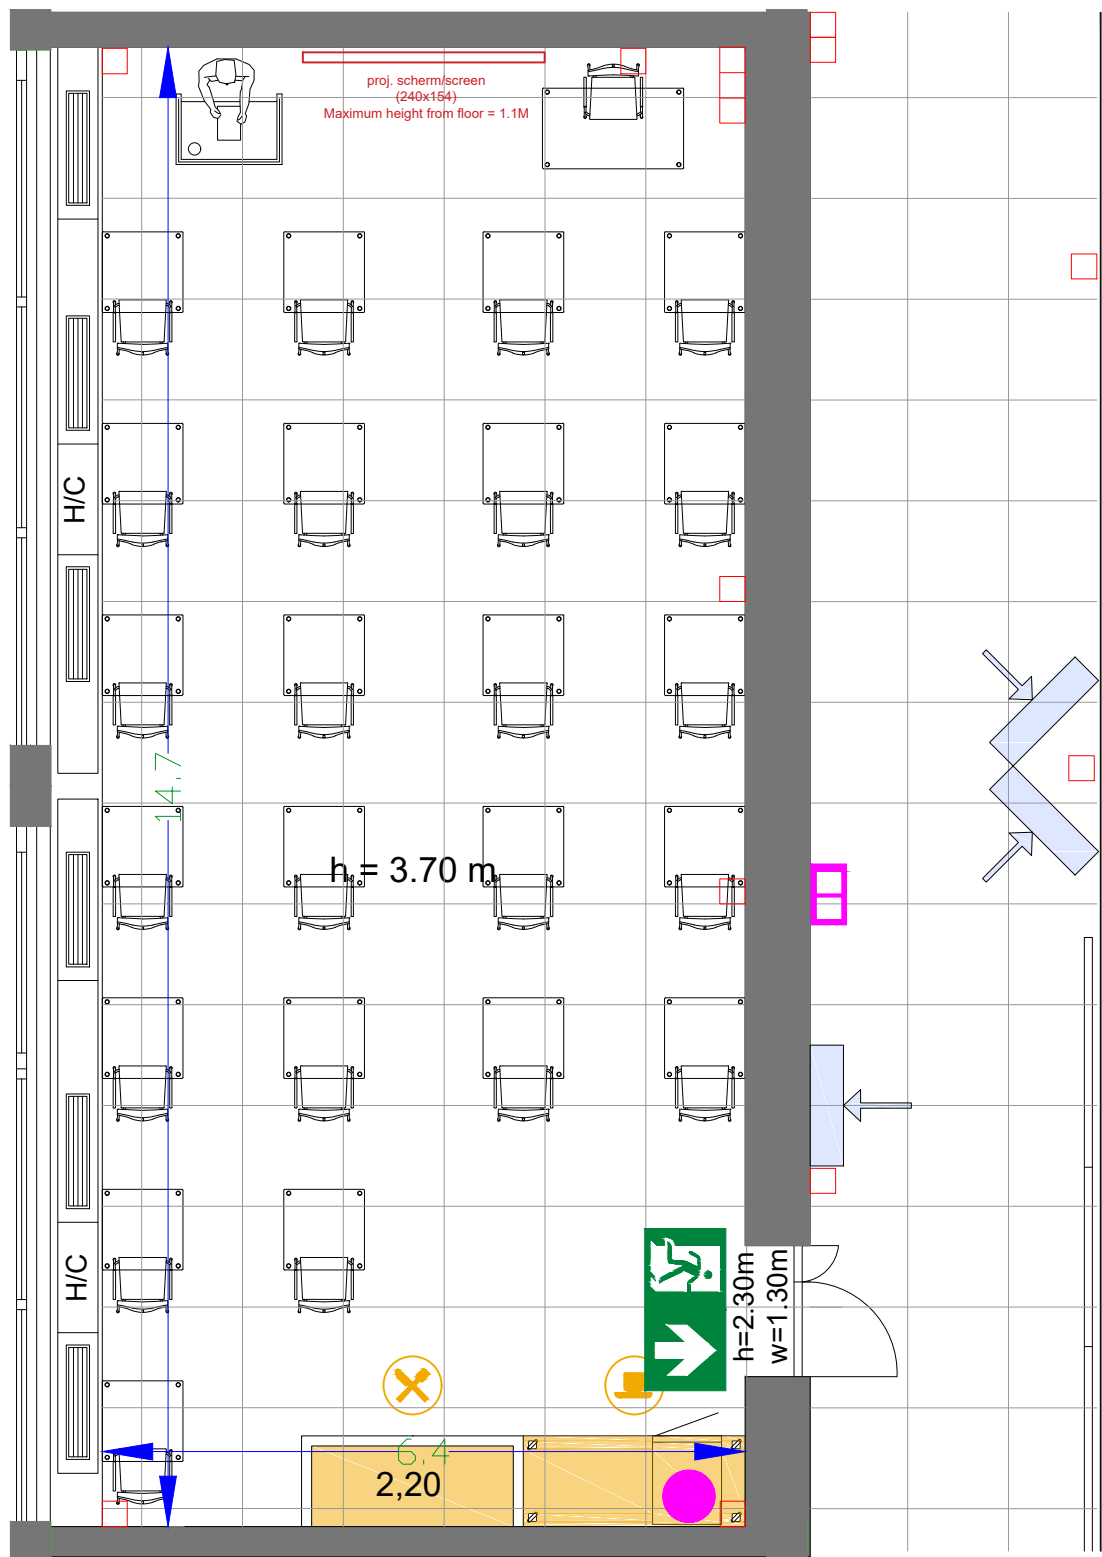 proj. scherm/screen
(240x154)
Maximum height from floor = 1.1M
H/C
14,7
h = 3.70 m
H/C
h=2.30m
w=1.30m
6,4
2,20